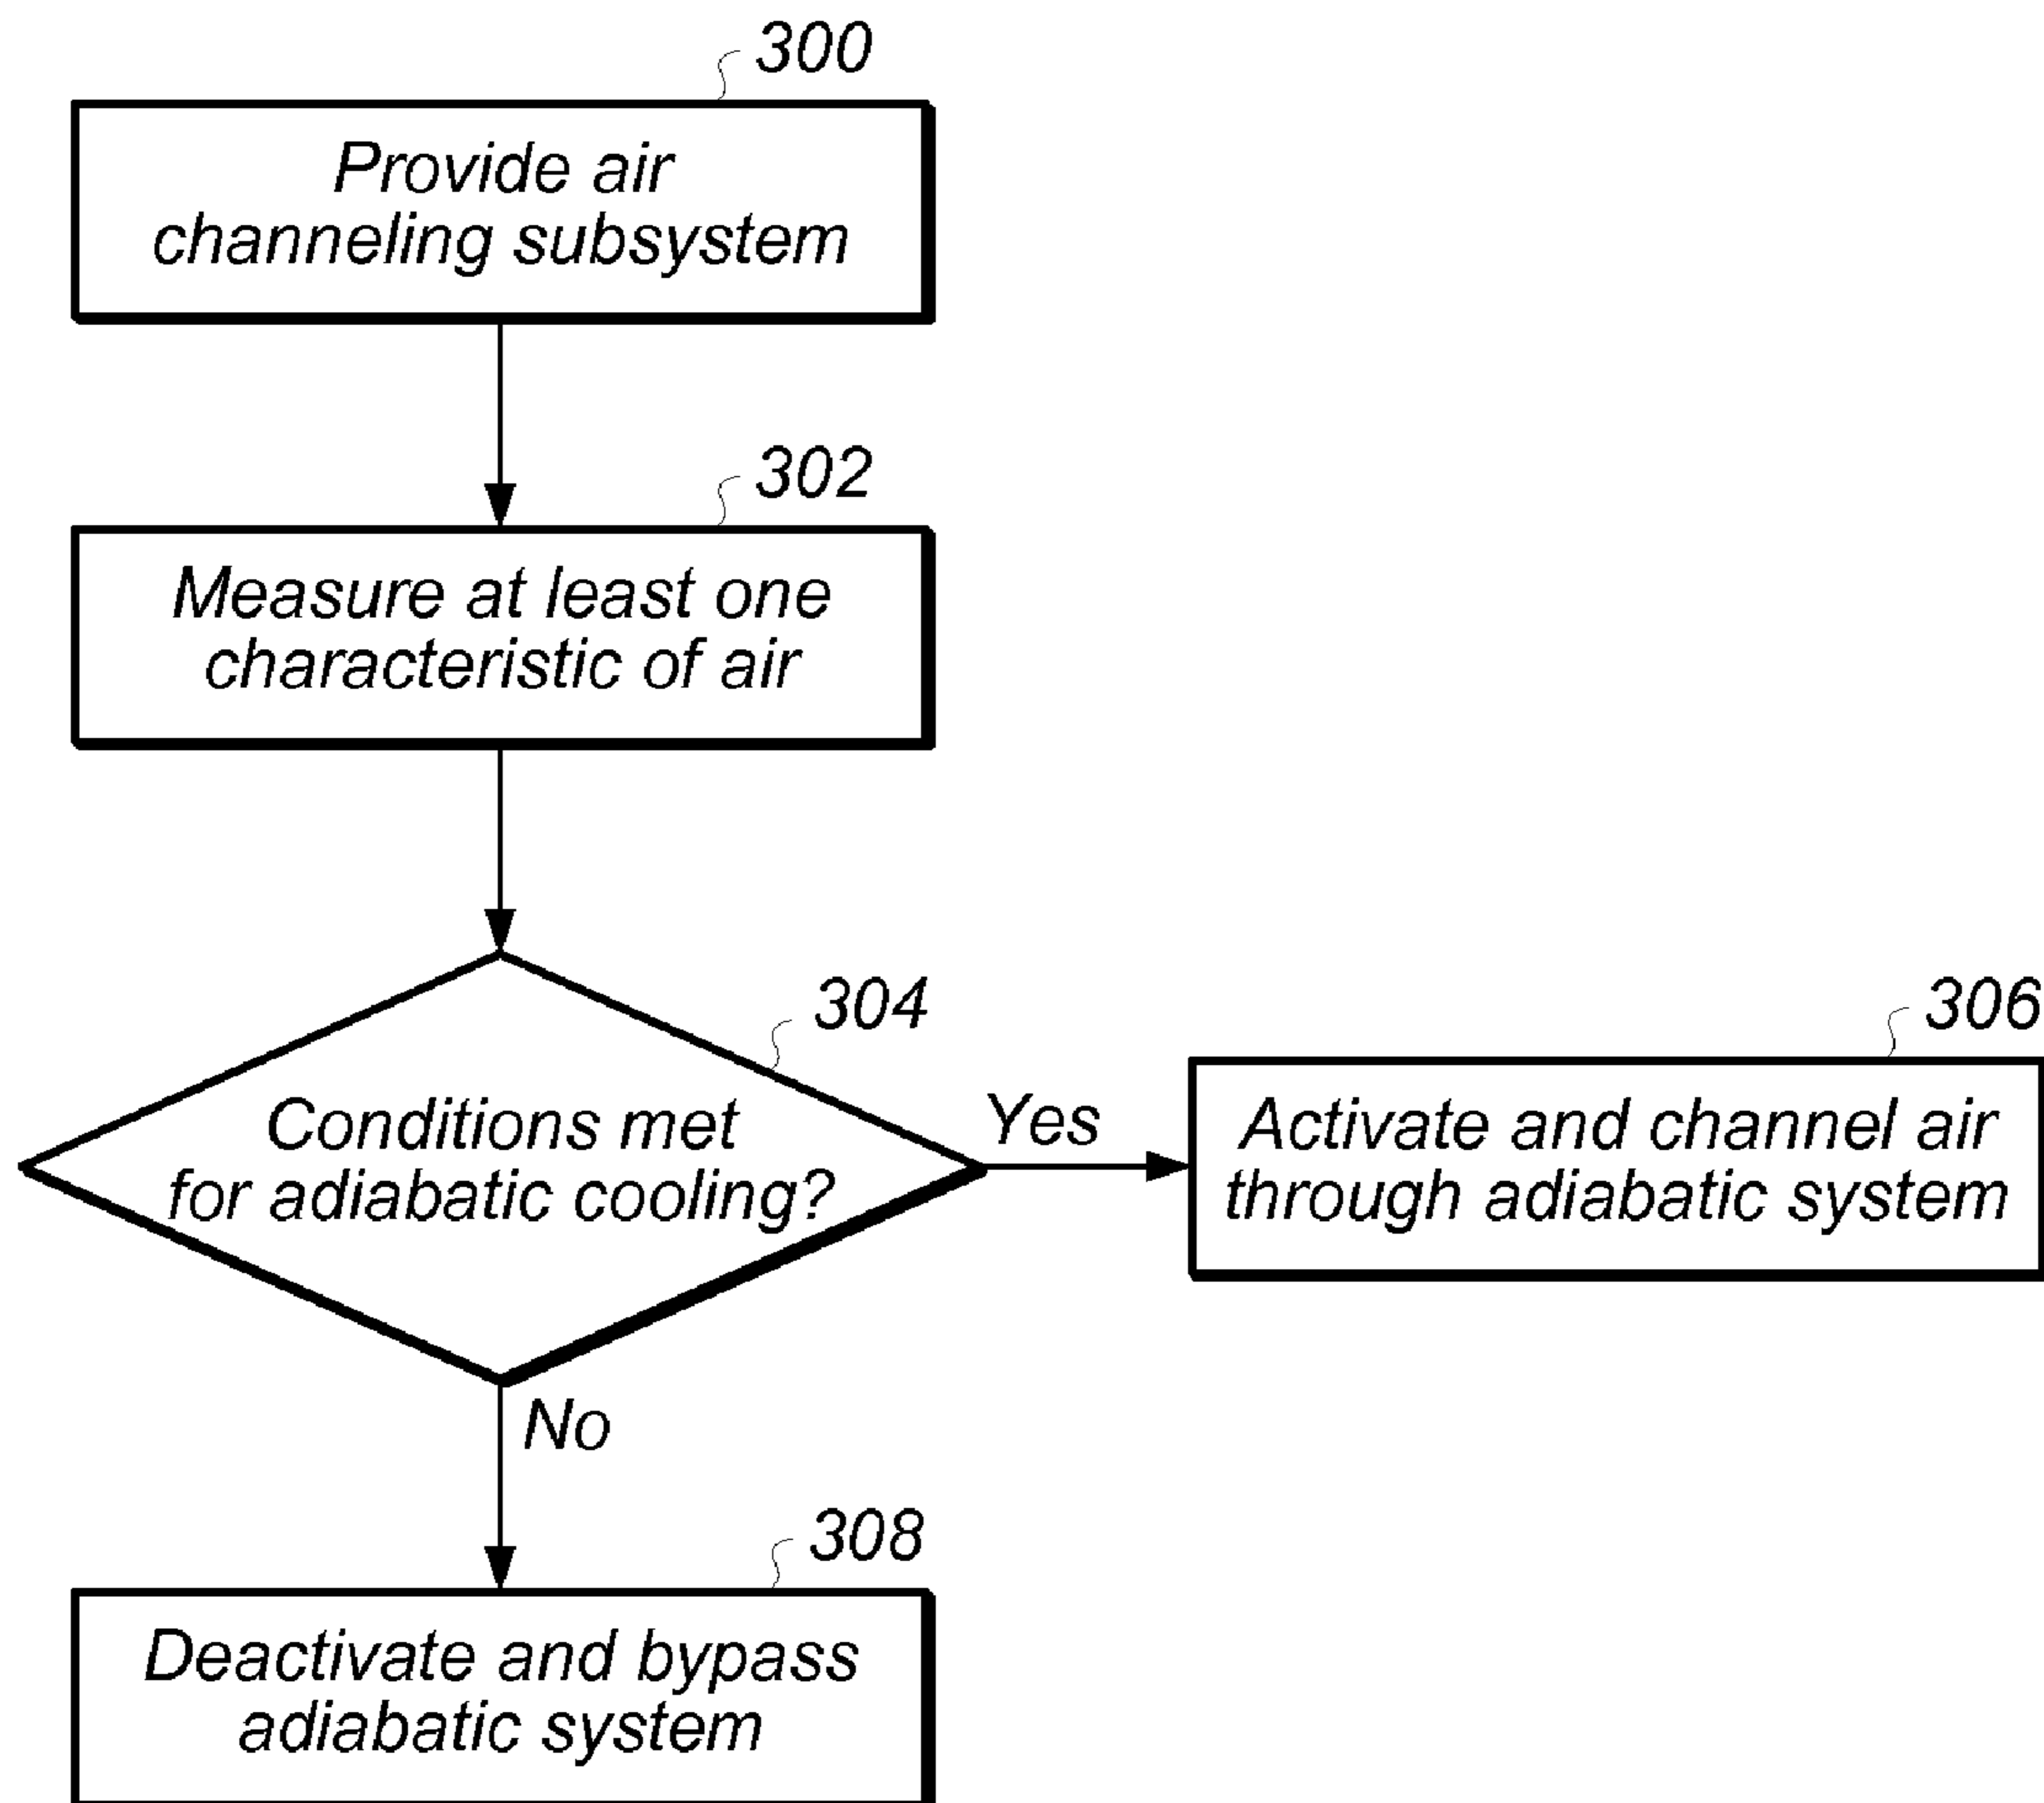 300
Provide air
channeling subsystem
302
Measure at least one
characteristic of air
304
Conditions met
for adiabatic cooling?
Yes
306
Activate and channel air
through adiabatic system
No
308
Deactivate and bypass
adiabatic system